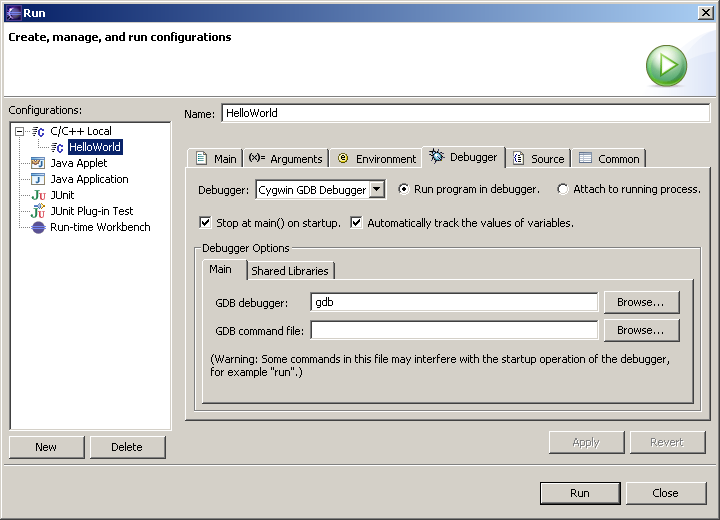 Run
Create, manage, and run configurations
Configurations:
C/C++ Local
HelloWorld
Java Applet
Java Application
JUnit
JUnit Plug-in Test
Run-time Workbench
New Delete
Name: HelloWorld
Main (x)= Arguments Environment Debugger Source Common
Debugger: Cygwin GDB Debugger Run program in debugger. Attach to running process.
Stop at main() on startup. Automatically track the values of variables.
Debugger Options
Main Shared Libraries
GDB debugger: gdb Browse...
GDB command file: Browse...
(Warning: Some commands in this file may interfere with the startup operation of the debugger,
for example "run".)
Apply Revert
Run Close